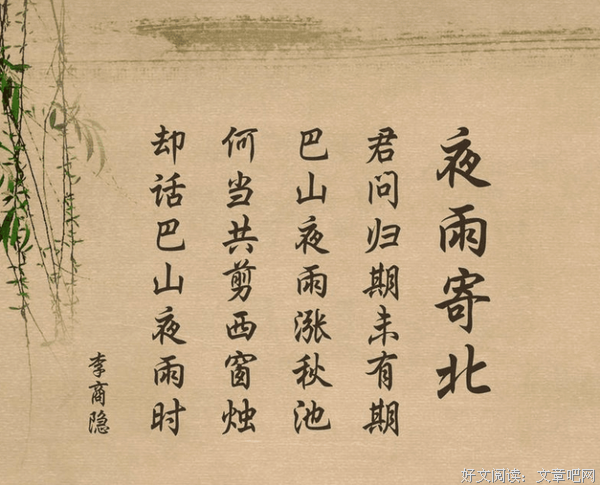 夜雨寄北
君问归期未有期
巴山夜雨涨秋池
何当共剪西窗烛
却话巴山夜雨时
李商隐
好文阅读：文章吧网